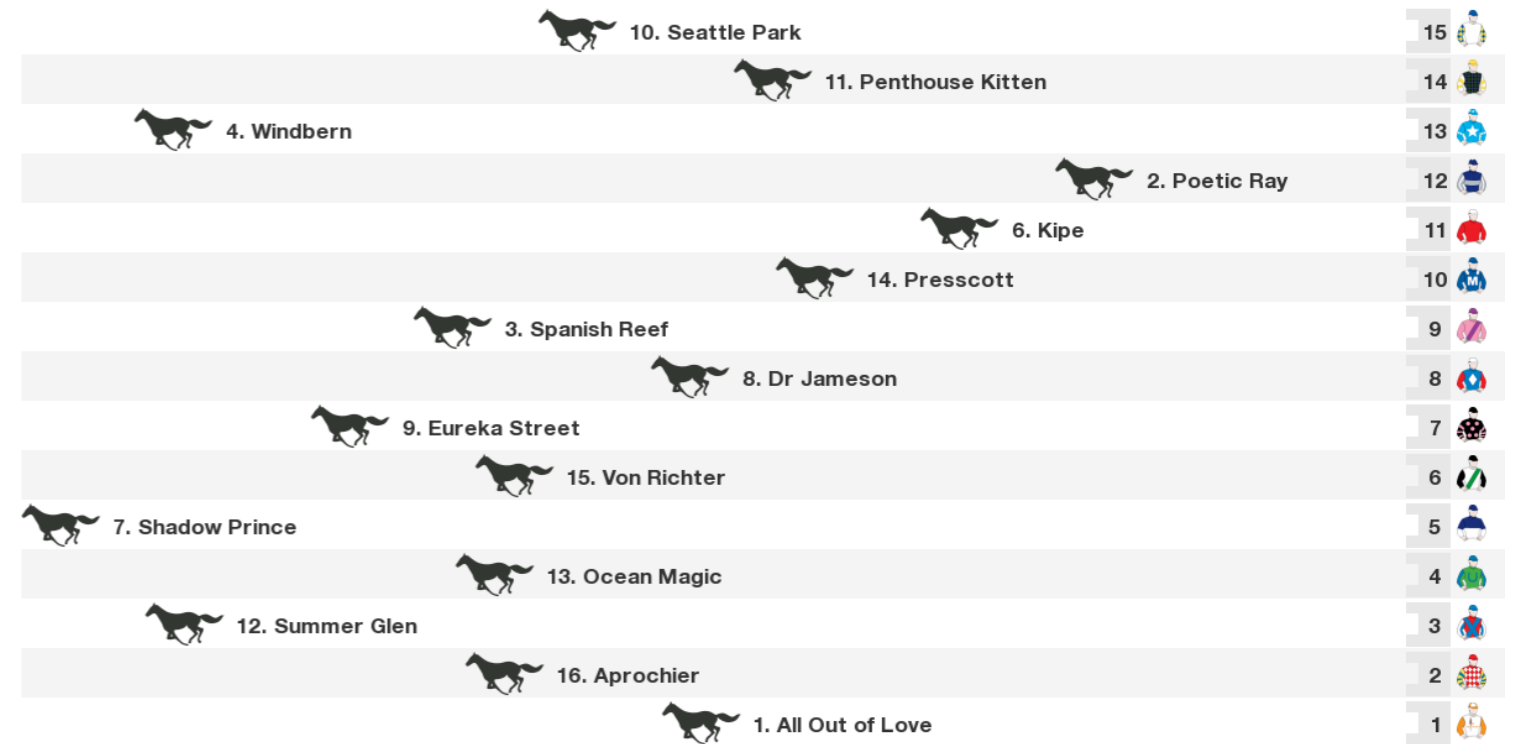 10. Seattle Park 15
11. Penthouse Kitten 14
4. Windbern 13
2. Poetic Ray 12
6. Kipe 11
14. Presscott 10
M
3. Spanish Reef 9
8. Dr Jameson 8
9. Eureka Street 7
15. Von Richter 6
7. Shadow Prince 5
13. Ocean Magic 4
12. Summer Glen 3
16. Aprochier 2
1. All Out of Love 1